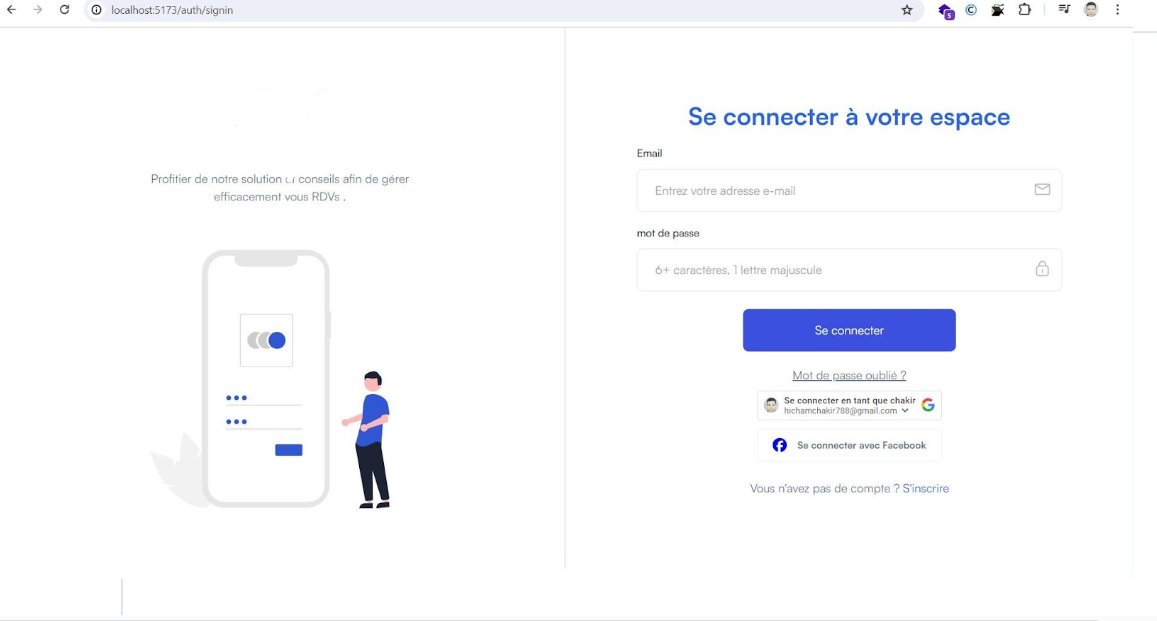 localhost:5173/auth/signin
5
Profitier de notre solution conseils afin de gérer
efficacement vous RDVs .
Se connecter à votre espace
Email
Entrez votre adresse e-mail
mot de passe
6+ caractères, 1 lettre majuscule
Se connecter
Mot de passe oublié ?
Se connecter en tant que chakir
hichamchakir788@gmail.com
Se connecter avec Facebook
Vous n'avez pas de compte ? S'inscrire